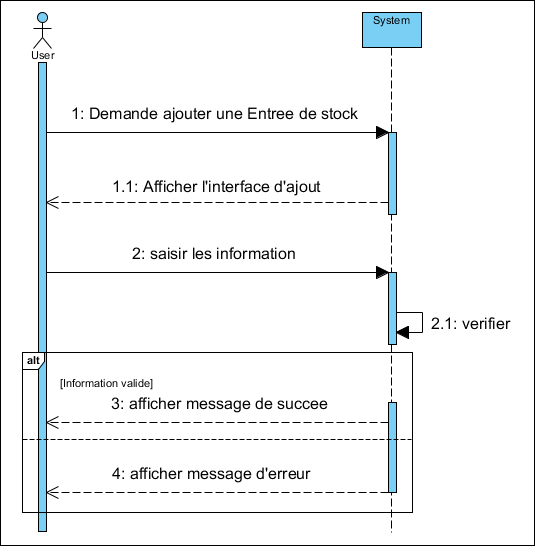 User
System
1: Demande ajouter une Entree de stock
1.1: Afficher l'interface d'ajout
2: saisir les information
2.1: verifier
alt
[Information valide]
3: afficher message de succee
4: afficher message d'erreur